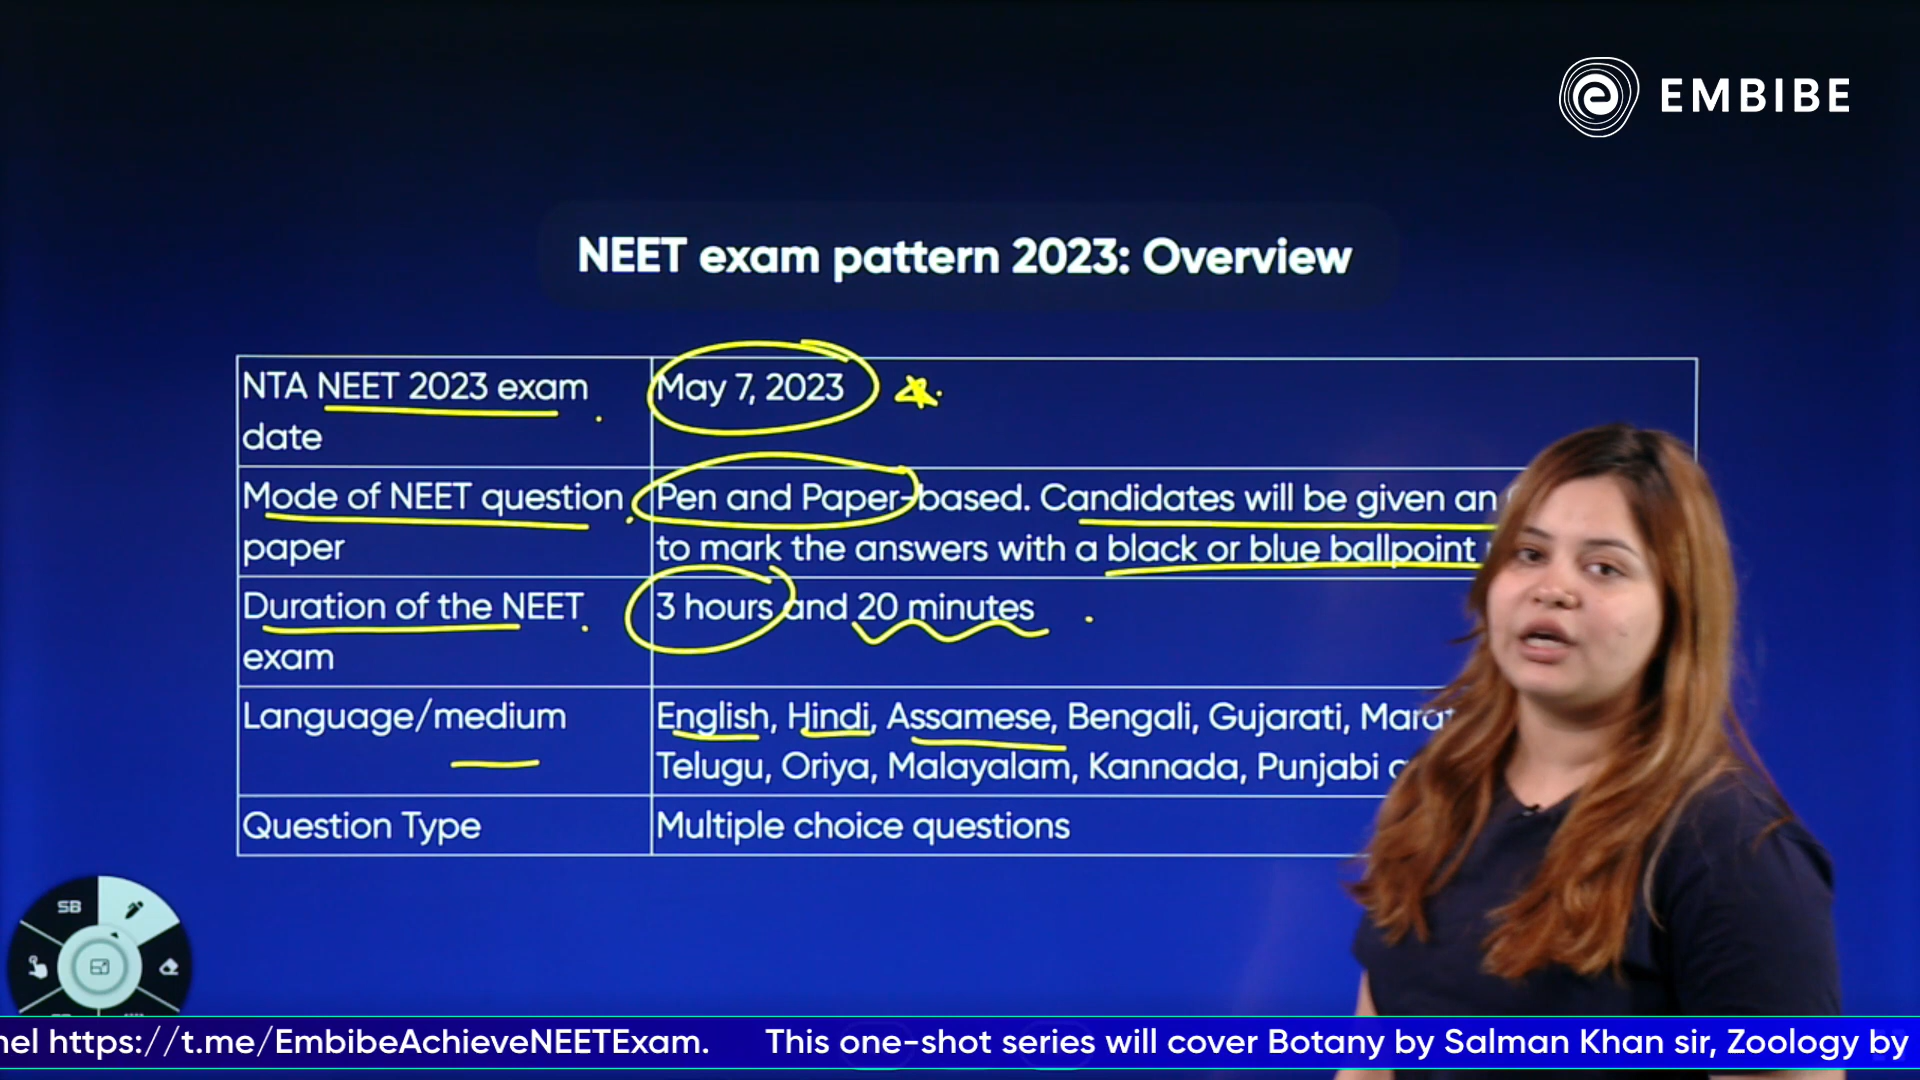 EMBIBE
NEET exam pattern 2023: Overview
NTA NEET 2023 exam
date
May 7, 2023
Mode of NEET question
paper
Pen and Paper-based. Candidates will be given an
to mark the answers with a black or blue ballpoint
Duration of the NEET
exam
3 hours and 20 minutes
Language/medium
English, Hindi, Assamese, Bengali, Gujarati,
Telugu, Oriya, Malayalam, Kannada, Punjabi
Question Type
Multiple choice questions
SB
nel https://t.me/EmbibeAchieveNEETExam. This one-shot series will cover Botany by Salman Khan sir, Zoology by